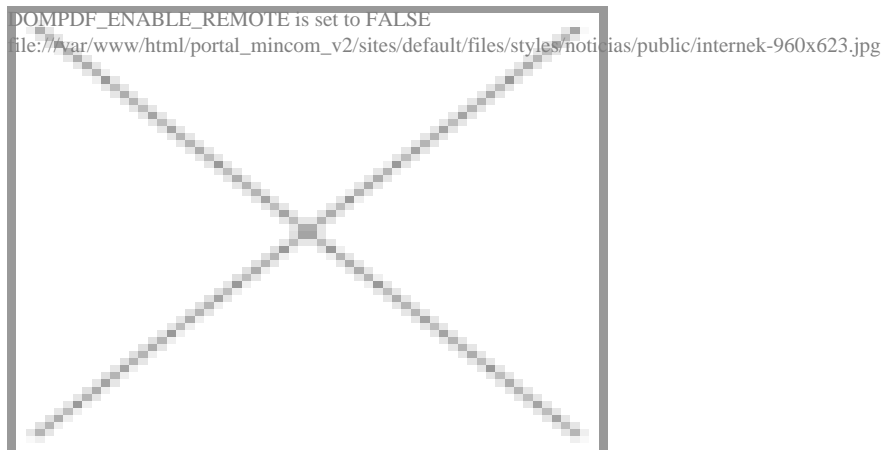 DOMPDF_ENABLE_REMOTE is set to FALSE
file:///var/www/html/portal_mincom_v2/sites/default/files/styles/noticias/public/internek-960x623.jpg